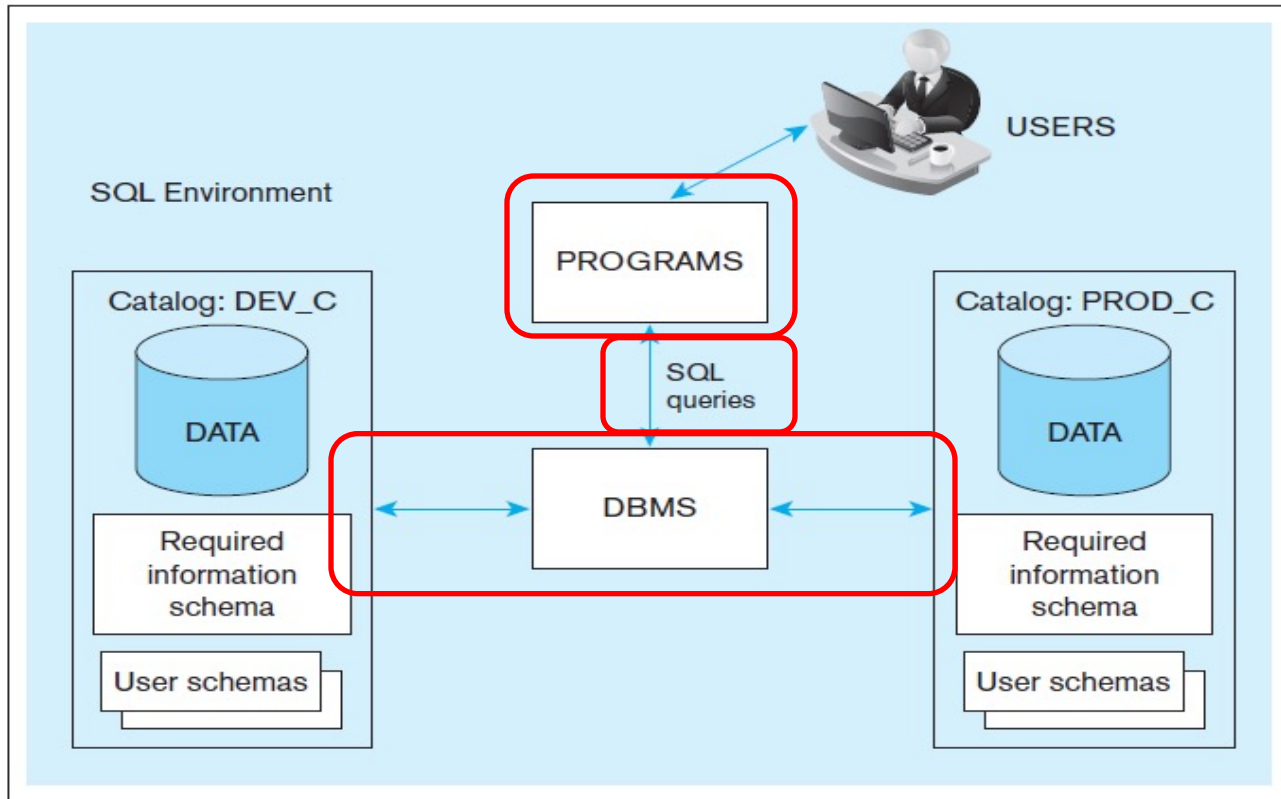 USERS
SQL Environment
PROGRAMS
Catalog: DEV_C
DATA
Required
information
schema
User schemas
SQL
queries
DBMS
Catalog: PROD_C
DATA
Required
information
schema
User schemas